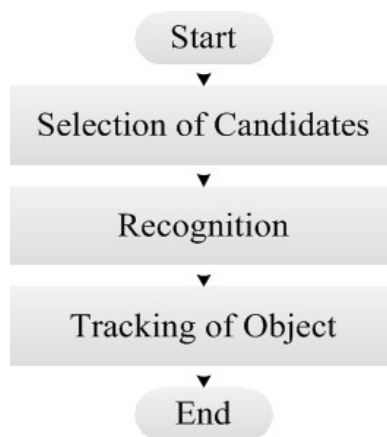 Start
Selection of Candidates
Recognition
Tracking of Object
End